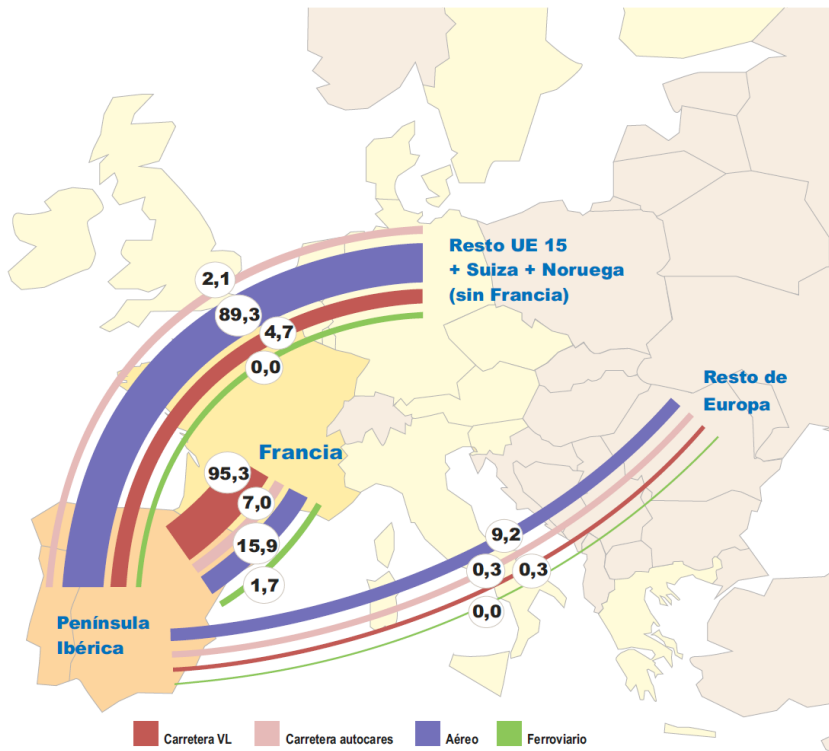 Resto UE 15
+ Suiza + Noruega
(sin Francia)
2,1
89,3
4,7
0,0
Resto de
Europa
Francia
95,3
7,0
15,9
1,7
9,2
0,3
0,3
0,0
Península
Ibérica
Carretera VL
Carretera autocares
Aéreo
Ferroviario